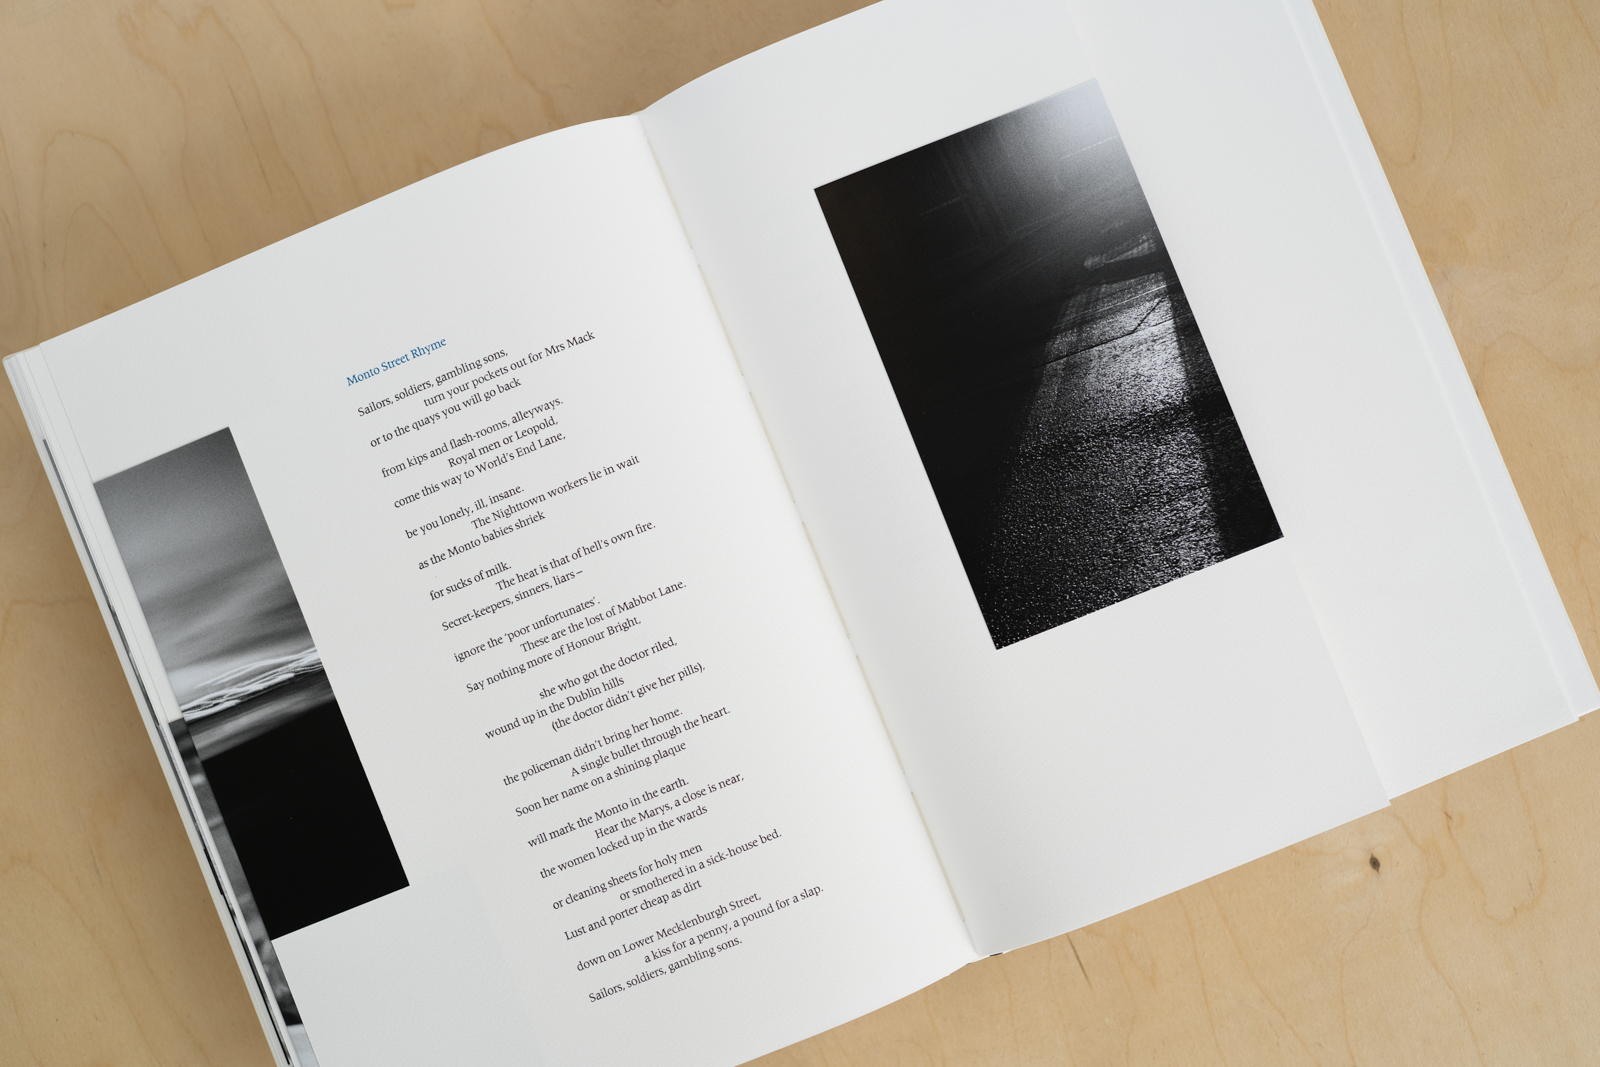 Monto Street Rhyme
Sailors, soldiers, gambling sons,
turn your pockets out for Mrs Mack
or to the quays you will go back
from kips and flash-rooms, alleyways.
Royal men or Leopold,
come this way to World's End Lane,
be you lonely, ill, insane.
The Nighttown workers lie in wait
as the Monto babies shriek
for sucks of milk.
The heat is that of hell's own fire.
Secret-keepers, sinners, liars –
ignore the 'poor unfortunates'.
These are the lost of Mabbot Lane.
Say nothing more of Honour Bright,
she who got the doctor riled,
wound up in the Dublin hills
(the doctor didn't give her pills),
the policeman didn't bring her home.
A single bullet through the heart.
Soon her name on a shining plaque
will mark the Monto in the earth.
Hear the Marys, a close is near,
the women locked up in the wards
or cleaning sheets for holy men
or smothered in a sick-house bed.
Lust and porter cheap as dirt
down on Lower Mecklenburgh Street,
a kiss for a penny, a pound for a slap.
Sailors, soldiers, gambling sons.